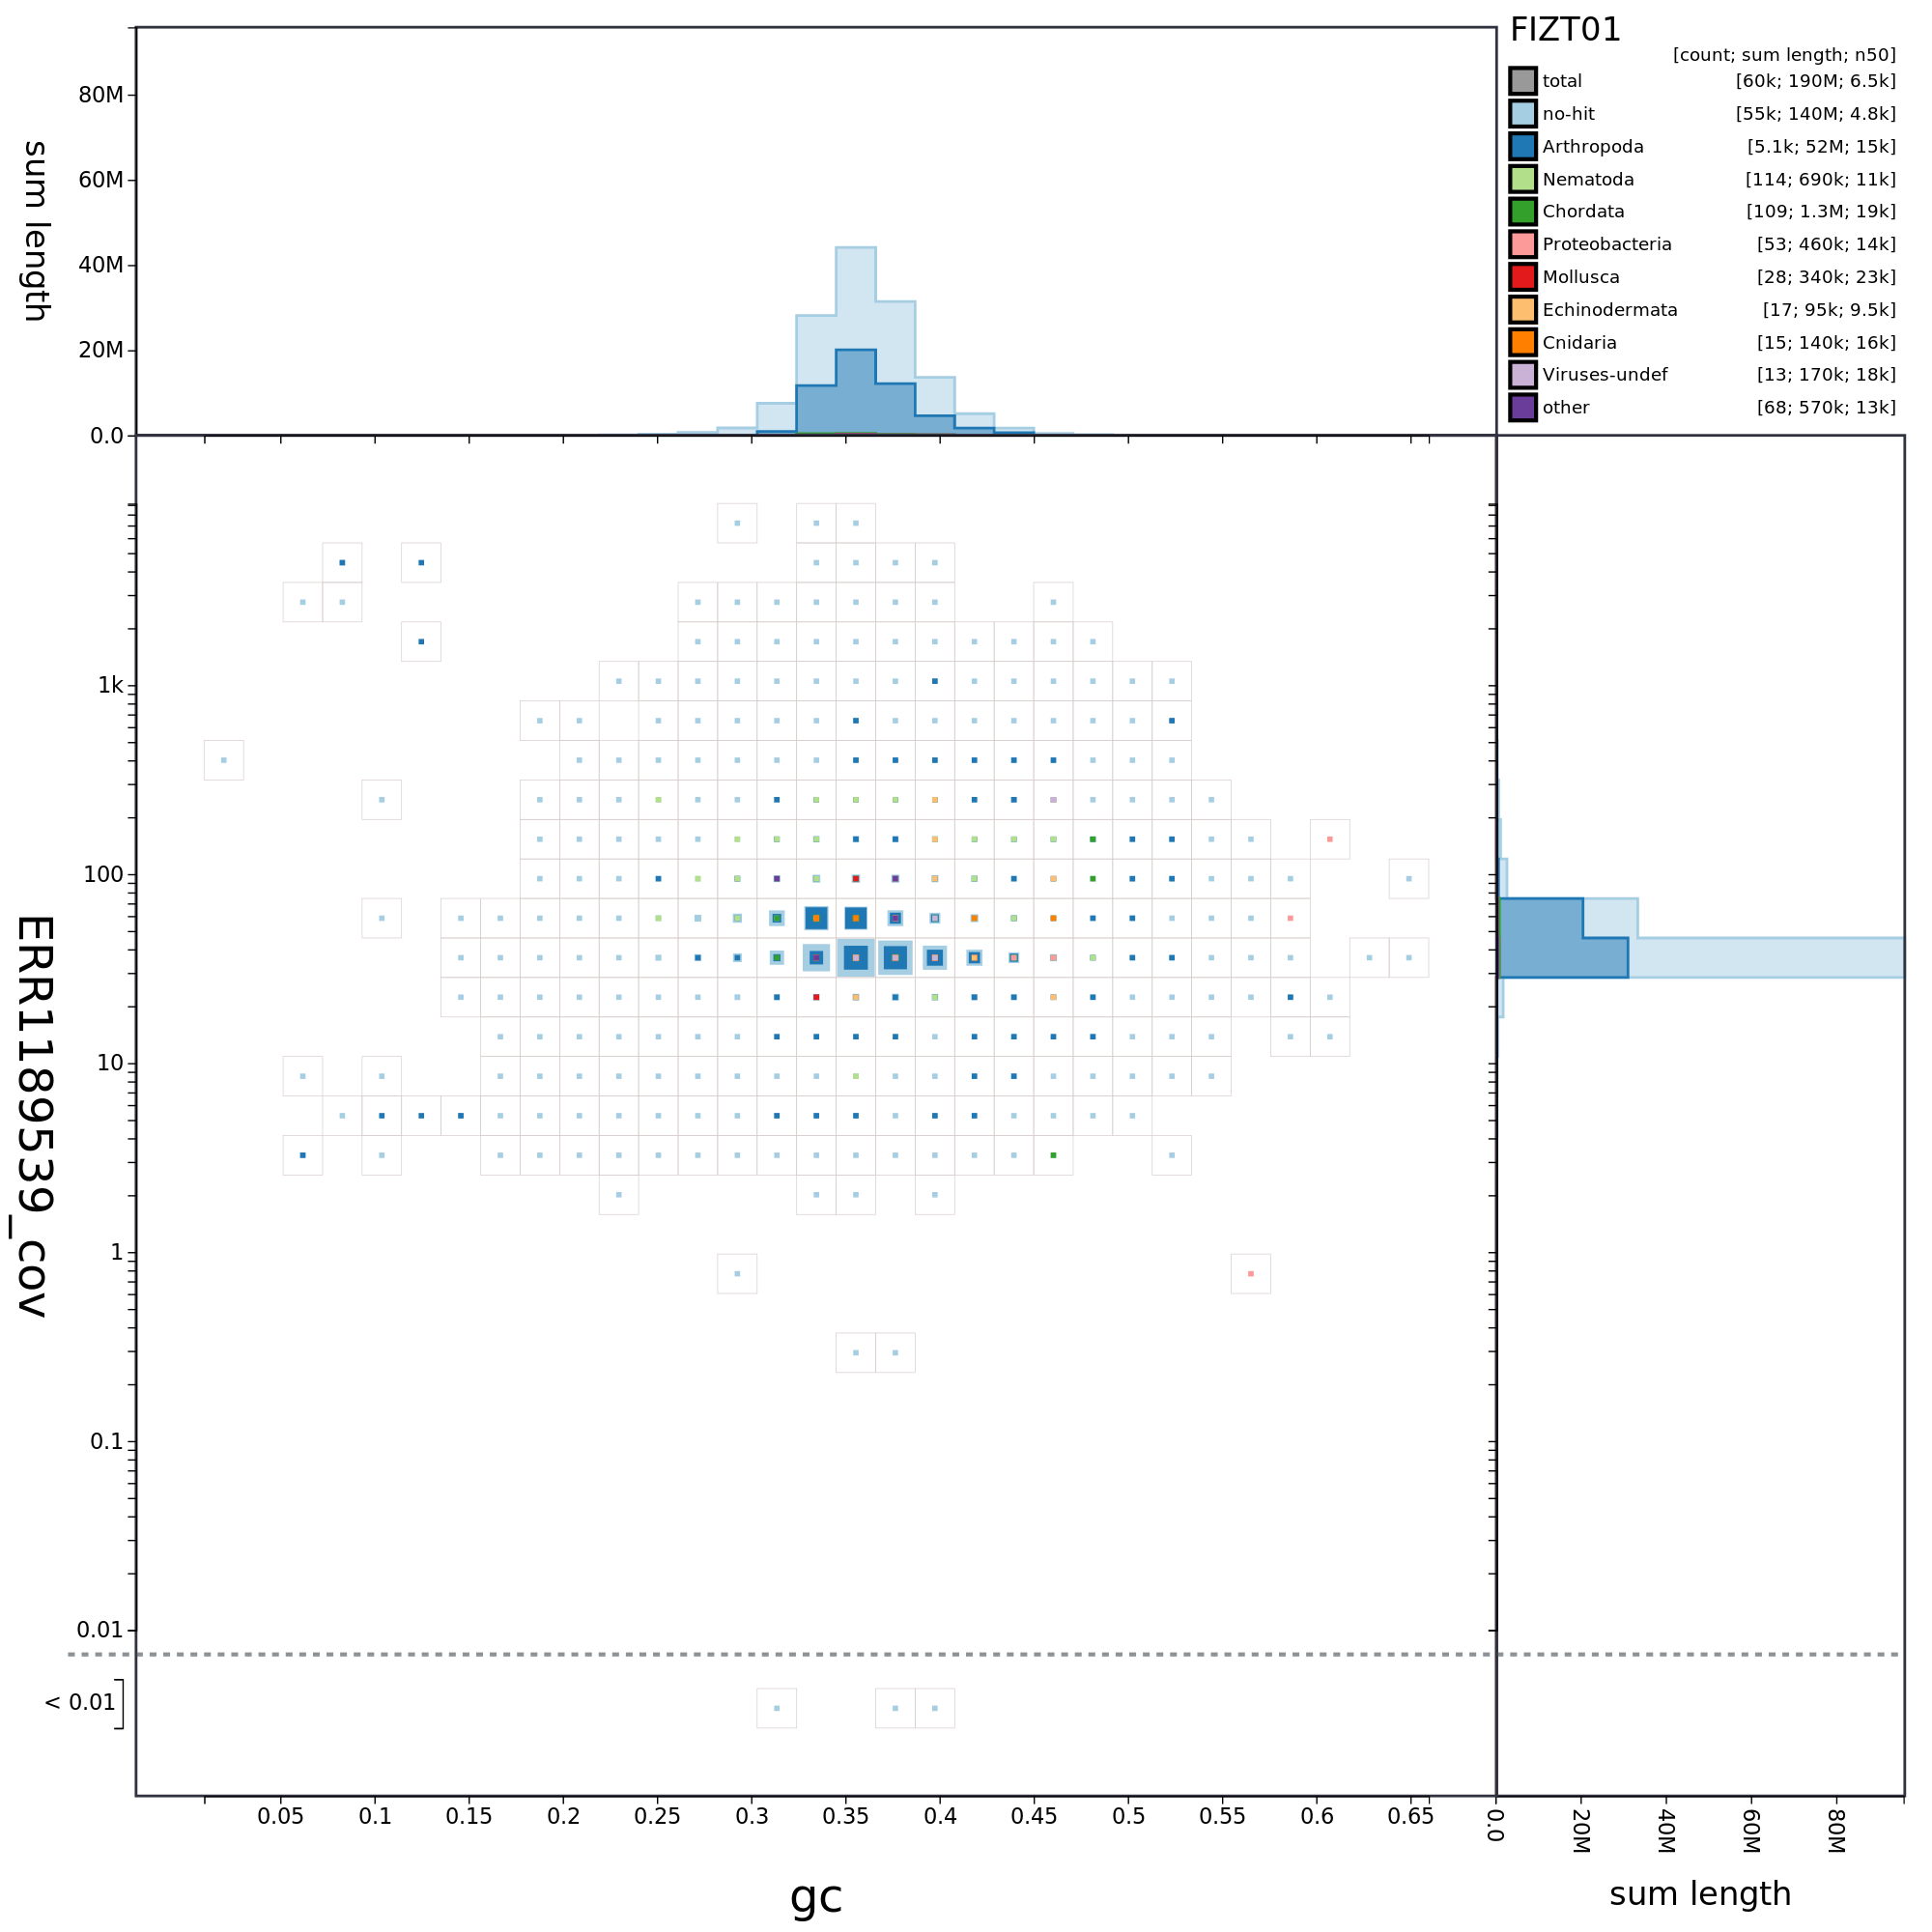 FIZT01
[count; sum length; n50]
total [60k; 190M; 6.5k]
no-hit [55k; 140M; 4.8k]
Arthropoda [5.1k; 52M; 15k]
Nematoda [114; 690k; 11k]
Chordata [109; 1.3M; 19k]
Proteobacteria [53; 460k; 14k]
Mollusca [28; 340k; 23k]
Echinodermata [17; 95k; 9.5k]
Cnidaria [15; 140k; 16k]
Viruses-undef [13; 170k; 18k]
other [68; 570k; 13k]
sum length
80M
60M
40M
20M
0.0
ERR11189539_cov
1k
100
10
1
0.1
0.01
< 0.01
0.05 0.1 0.15 0.2 0.25 0.3 0.35 0.4 0.45 0.5 0.55 0.6 0.65
gc
0.0 20M 40M 60M 80M
sum length